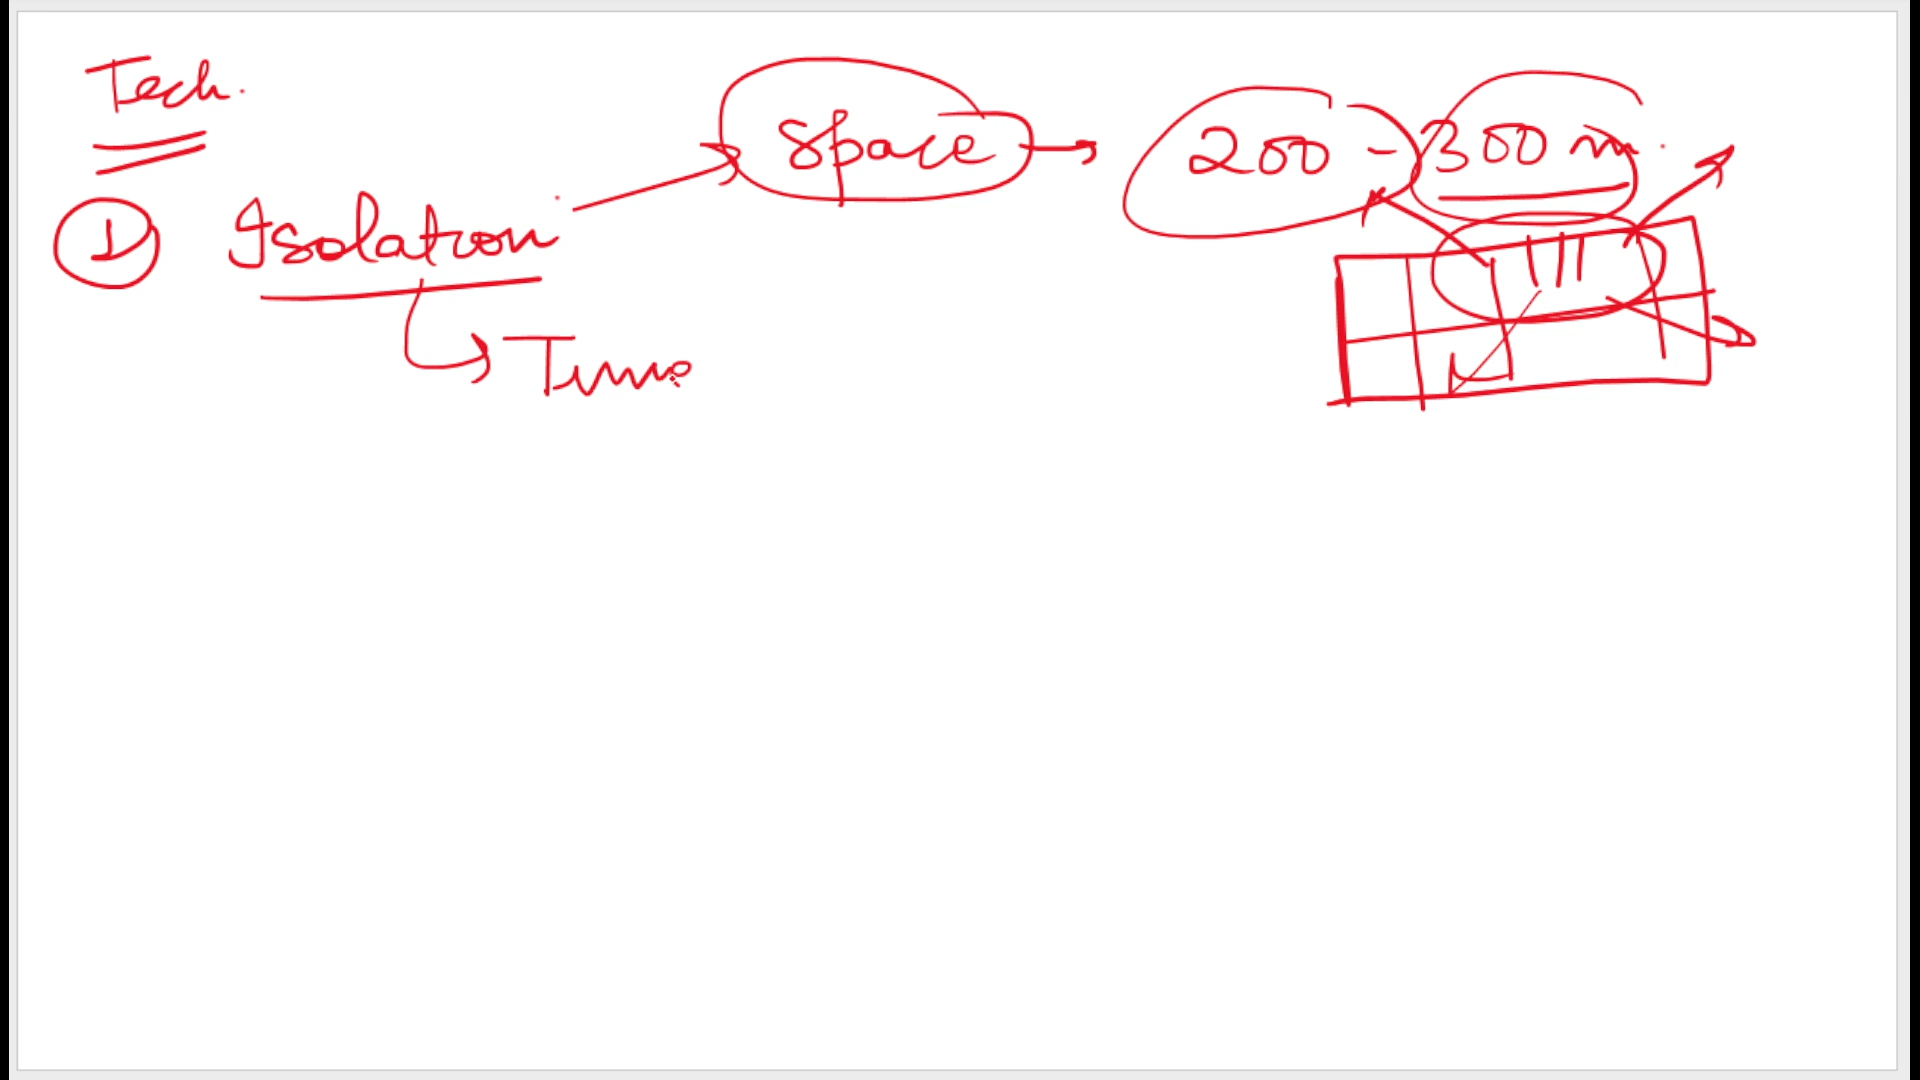 Tech.
① Isolation → Space → 200 - 300 m.
Time